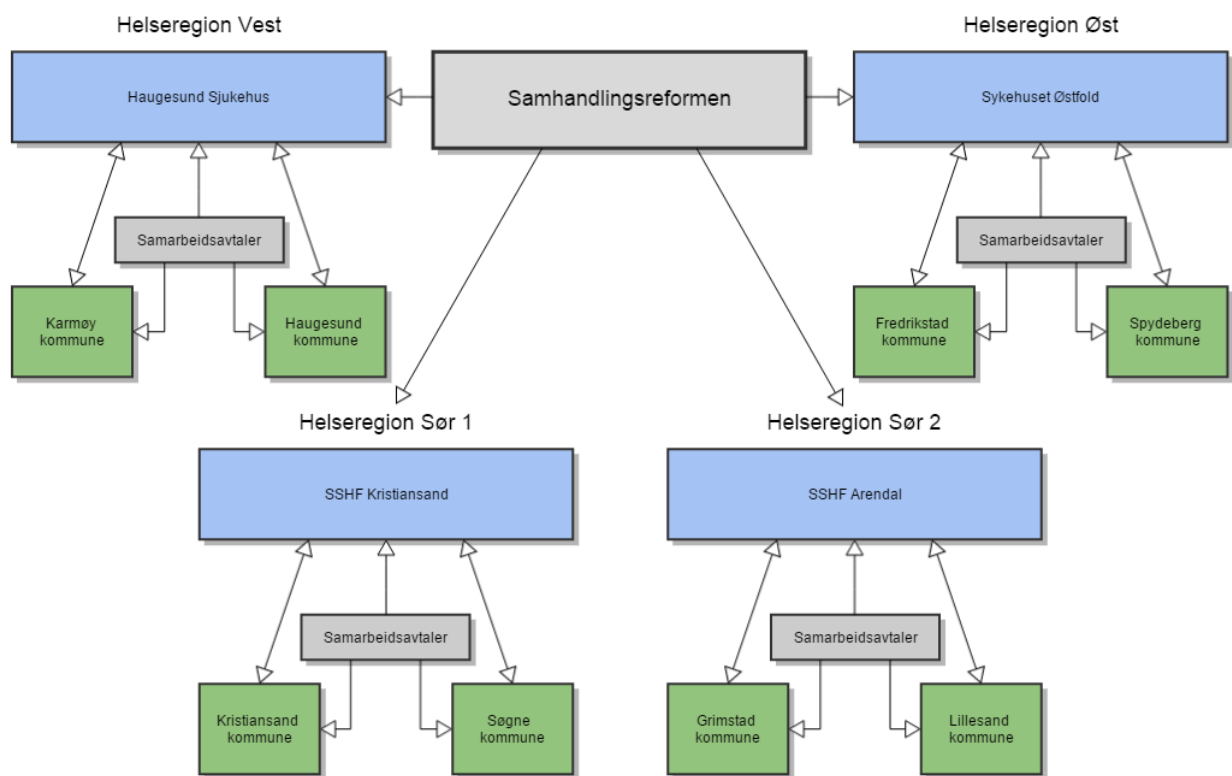 Helseregion Vest
Helseregion Øst
Haugesund Sjukehus
Samhandlingsreformen
Sykehuset Østfold
Samarbeidsavtaler
Samarbeidsavtaler
Karmøy
kommune
Haugesund
kommune
Fredrikstad
kommune
Spydeberg
kommune
Helseregion Sør 1
Helseregion Sør 2
SSHF Kristiansand
SSHF Arendal
Samarbeidsavtaler
Samarbeidsavtaler
Kristiansand
kommune
Søgne
kommune
Grimstad
kommune
Lillesand
kommune